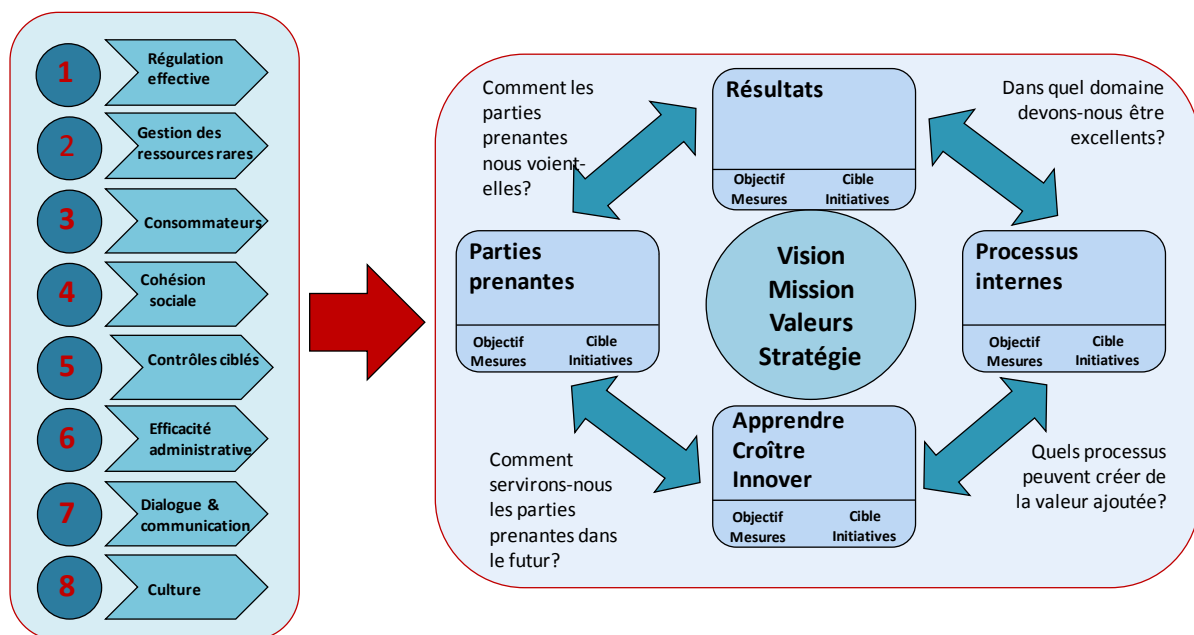 1
Régulation
effective
2
Gestion des
ressources rares
3
Consommateurs
4
Cohésion
sociale
5
Contrôles ciblés
6
Efficacité
administrative
7
Dialogue &
communication
8
Culture
Comment les
parties
prenantes
nous voient-
elles?
Résultats
Objectif Cible
Mesures Initiatives
Dans quel domaine
devons-nous être
excellents?
Parties
prenantes
Objectif Cible
Mesures Initiatives
Vision
Mission
Valeurs
Stratégie
Processus
internes
Objectif Cible
Mesures Initiatives
Comment
servirons-nous
les parties
prenantes dans
le futur?
Apprendre
Croître
Innover
Objectif Cible
Mesures Initiatives
Quels processus
peuvent créer de
la valeur ajoutée?